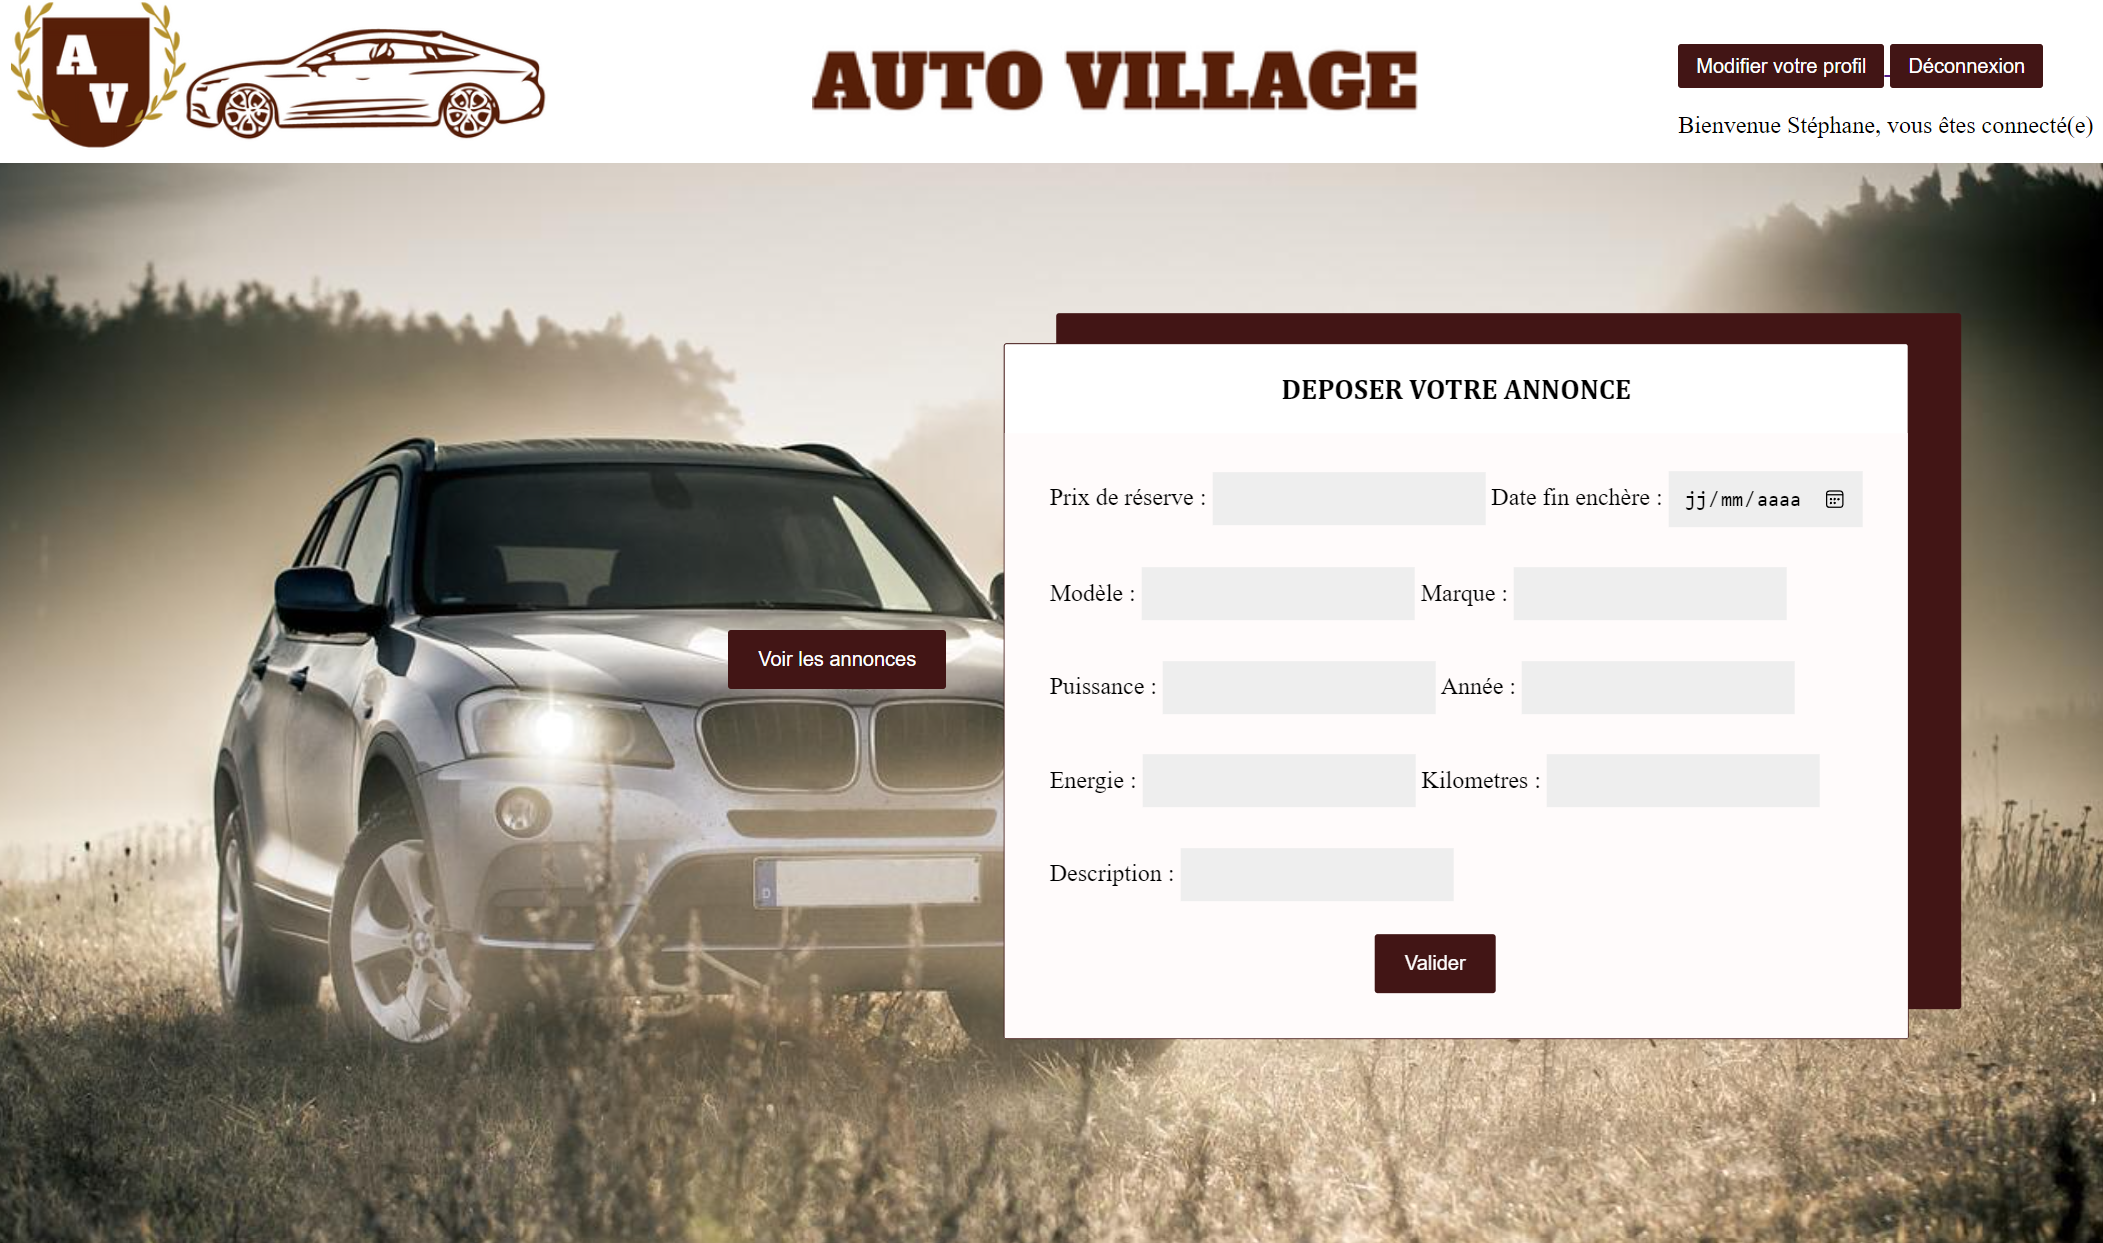 A
V
AUTO VILLAGE
Modifier votre profil Déconnexion
Bienvenue Stéphane, vous êtes connecté(e)
DEPOSER VOTRE ANNONCE
Prix de réserve : Date fin enchère : jj/mm/aaaa
Modèle : Marque :
Voir les annonces
Puissance : Année :
Energie : Kilometres :
Description :
D
Valider